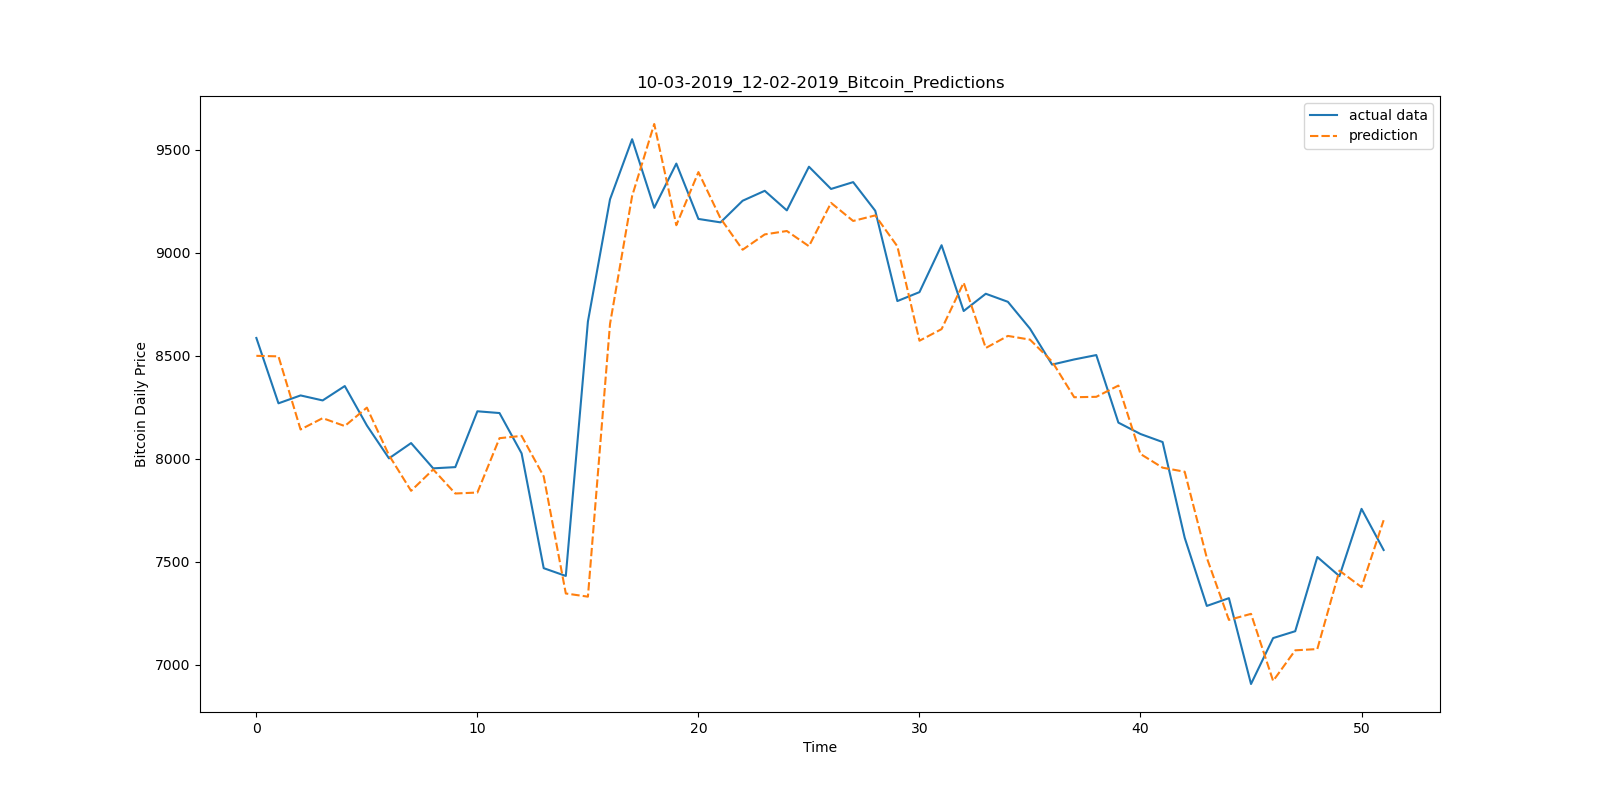 10-03-2019_12-02-2019_Bitcoin_Predictions
actual data
prediction
9500
9000
8500
8000
7500
7000
Bitcoin Daily Price
0 10 20 30 40 50
Time